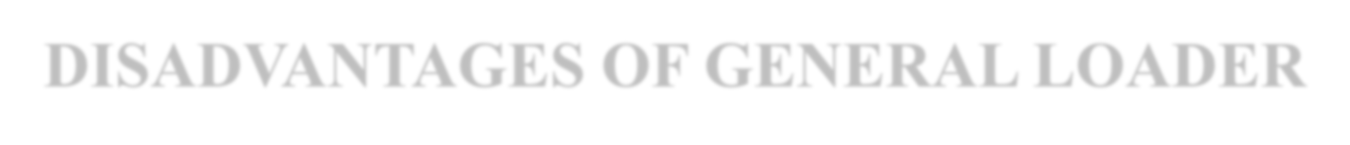 DISADVANTAGES OF GENERAL LOADER